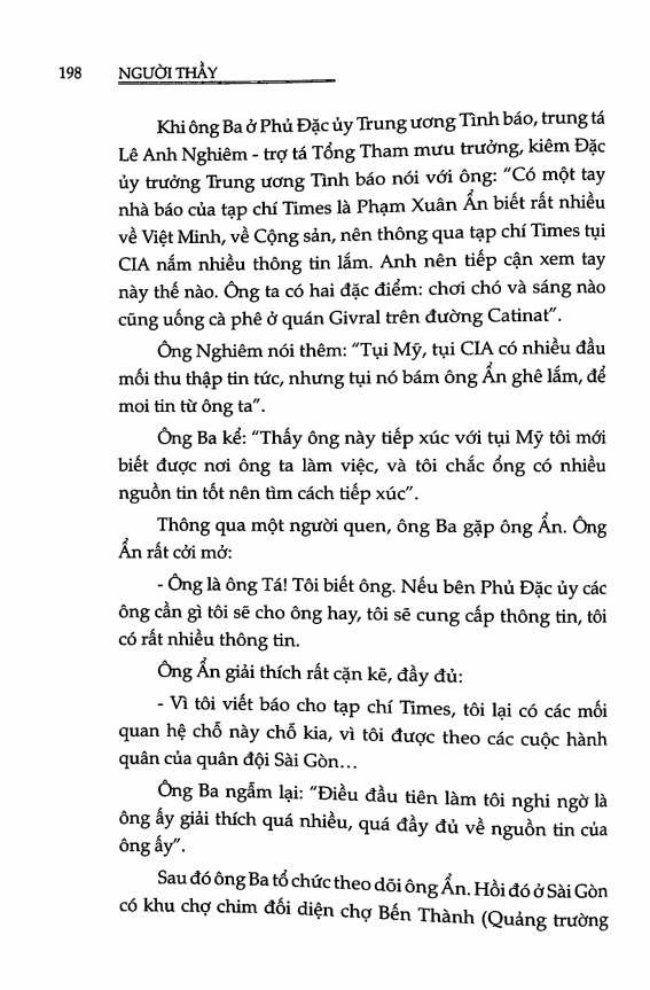 198 NGƯỜI THẦY
Khi ông Ba ở Phủ Đặc ủy Trung ương Tình báo, trung tá
Lê Anh Nghiêm - trợ tá Tổng Tham mưu trưởng, kiêm Đặc
ủy trưởng Trung ương Tình báo nói với ông: "Có một tay
nhà báo của tạp chí Times là Phạm Xuân Ẩn biết rất nhiều
về Việt Minh, về Cộng sản, nên thông qua tạp chí Times tụi
CIA nắm nhiều thông tin lắm. Anh nên tiếp cận xem tay
này thế nào. Ông ta có hai đặc điểm: chơi chó và sáng nào
cũng uống cà phê ở quán Givral trên đường Catinat".
Ông Nghiêm nói thêm: "Tụi Mỹ, tụi CIA có nhiều đầu
mối thu thập tin tức, nhưng tụi nó bám ông Ẩn ghê lắm, để
moi tin từ ông ta".
Ông Ba kể: "Thấy ông này tiếp xúc với tụi Mỹ tôi mới
biết được nơi ông ta làm việc, và tôi chắc ổng có nhiều
nguồn tin tốt nên tìm cách tiếp xúc".
Thông qua một người quen, ông Ba gặp ông Ẩn. Ông
Ẩn rất cởi mở:
- Ông là ông Tá! Tôi biết ông. Nếu bên Phủ Đặc ủy các
ông cần gì tôi sẽ cho ông hay, tôi sẽ cung cấp thông tin, tôi
có rất nhiều thông tin.
Ông Ẩn giải thích rất cặn kẽ, đầy đủ:
- Vì tôi viết báo cho tạp chí Times, tôi lại có các mối
quan hệ chỗ này chỗ kia, vì tôi được theo các cuộc hành
quân của quân đội Sài Gòn...
Ông Ba ngẫm lại: "Điều đầu tiên làm tôi nghi ngờ là
ông ấy giải thích quá nhiều, quá đầy đủ về nguồn tin của
ông ấy".
Sau đó ông Ba tổ chức theo dõi ông Ẩn. Hồi đó ở Sài Gòn
có khu chợ chim đối diện chợ Bến Thành (Quảng trường